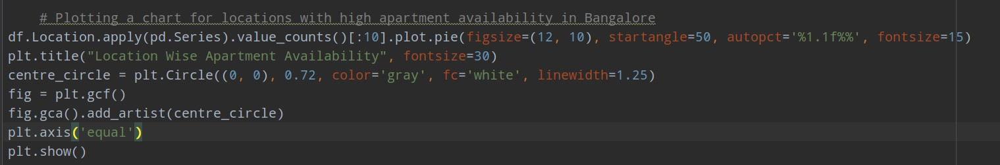 # Plotting a chart for locations with high apartment availability in Bangalore
df.Location.apply(pd.Series).value_counts()[:10].plot.pie(figsize=(12, 10), startangle=50, autopct='%1.1f%%', fontsize=15)
plt.title("Location Wise Apartment Availability", fontsize=30)
centre_circle = plt.Circle((0, 0), 0.72, color='gray', fc='white', linewidth=1.25)
fig = plt.gcf()
fig.gca().add_artist(centre_circle)
plt.axis('equal')
plt.show()